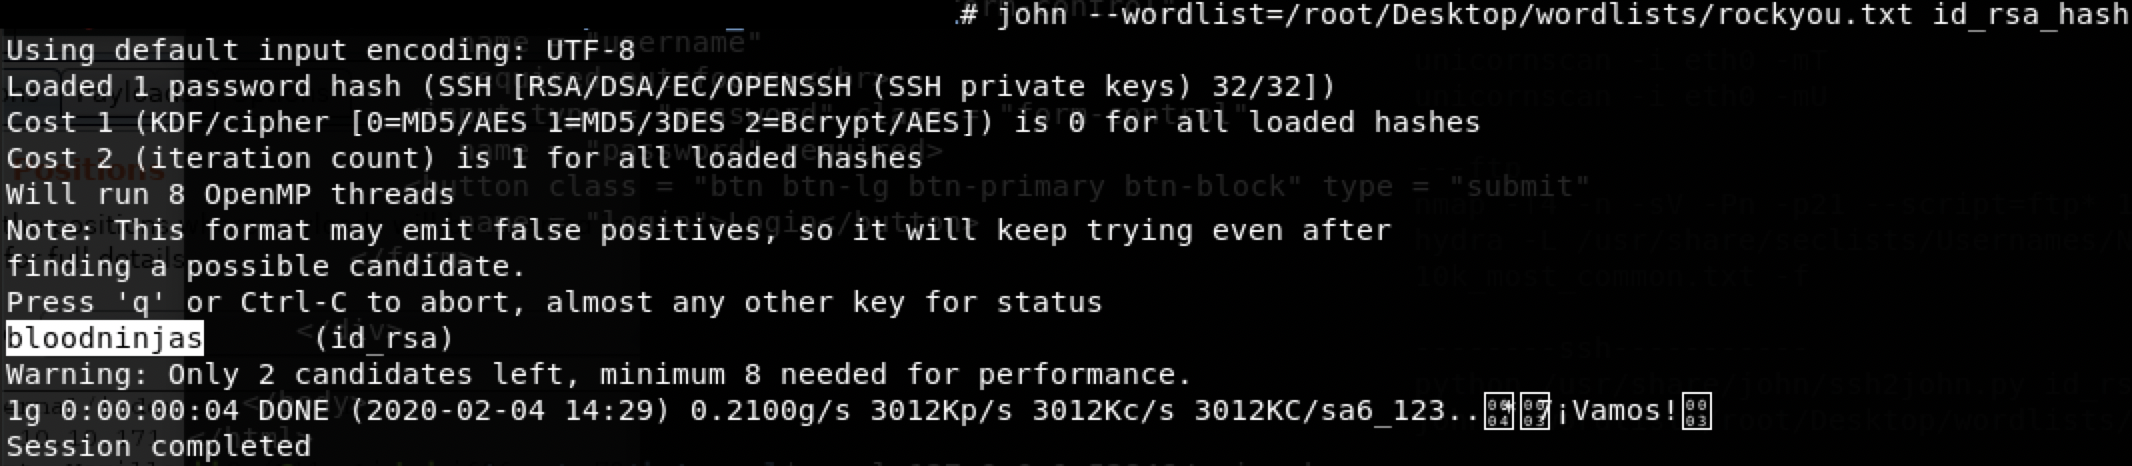 .# john --wordlist=/root/Desktop/wordlists/rockyou.txt id_rsa_hash
Using default input encoding: UTF-8
Loaded 1 password hash (SSH [RSA/DSA/EC/OPENSSH (SSH private keys) 32/32])
Cost 1 (KDF/cipher [0=MD5/AES 1=MD5/3DES 2=Bcrypt/AES]) is 0 for all loaded hashes
Cost 2 (iteration count) is 1 for all loaded hashes
Will run 8 OpenMP threads
Note: This format may emit false positives, so it will keep trying even after
finding a possible candidate.
Press 'q' or Ctrl-C to abort, almost any other key for status
bloodninjas (id_rsa)
Warning: Only 2 candidates left, minimum 8 needed for performance.
1g 0:00:00:04 DONE (2020-02-04 14:29) 0.2100g/s 3012Kp/s 3012Kc/s 3012KC/sa6_123..¡Vamos!
Session completed